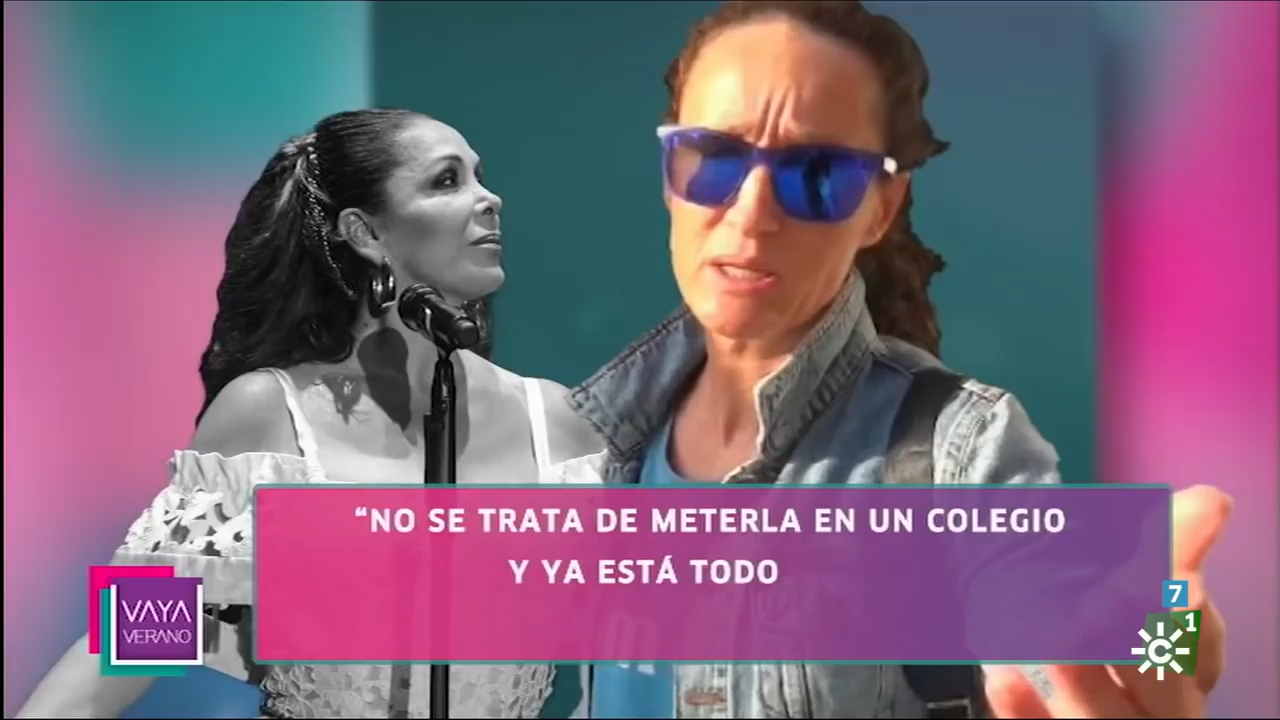 “NO SE TRATA DE METERLA EN UN COLEGIO
Y YA ESTÁ TODO
VAYA
VERANO
7
1
C